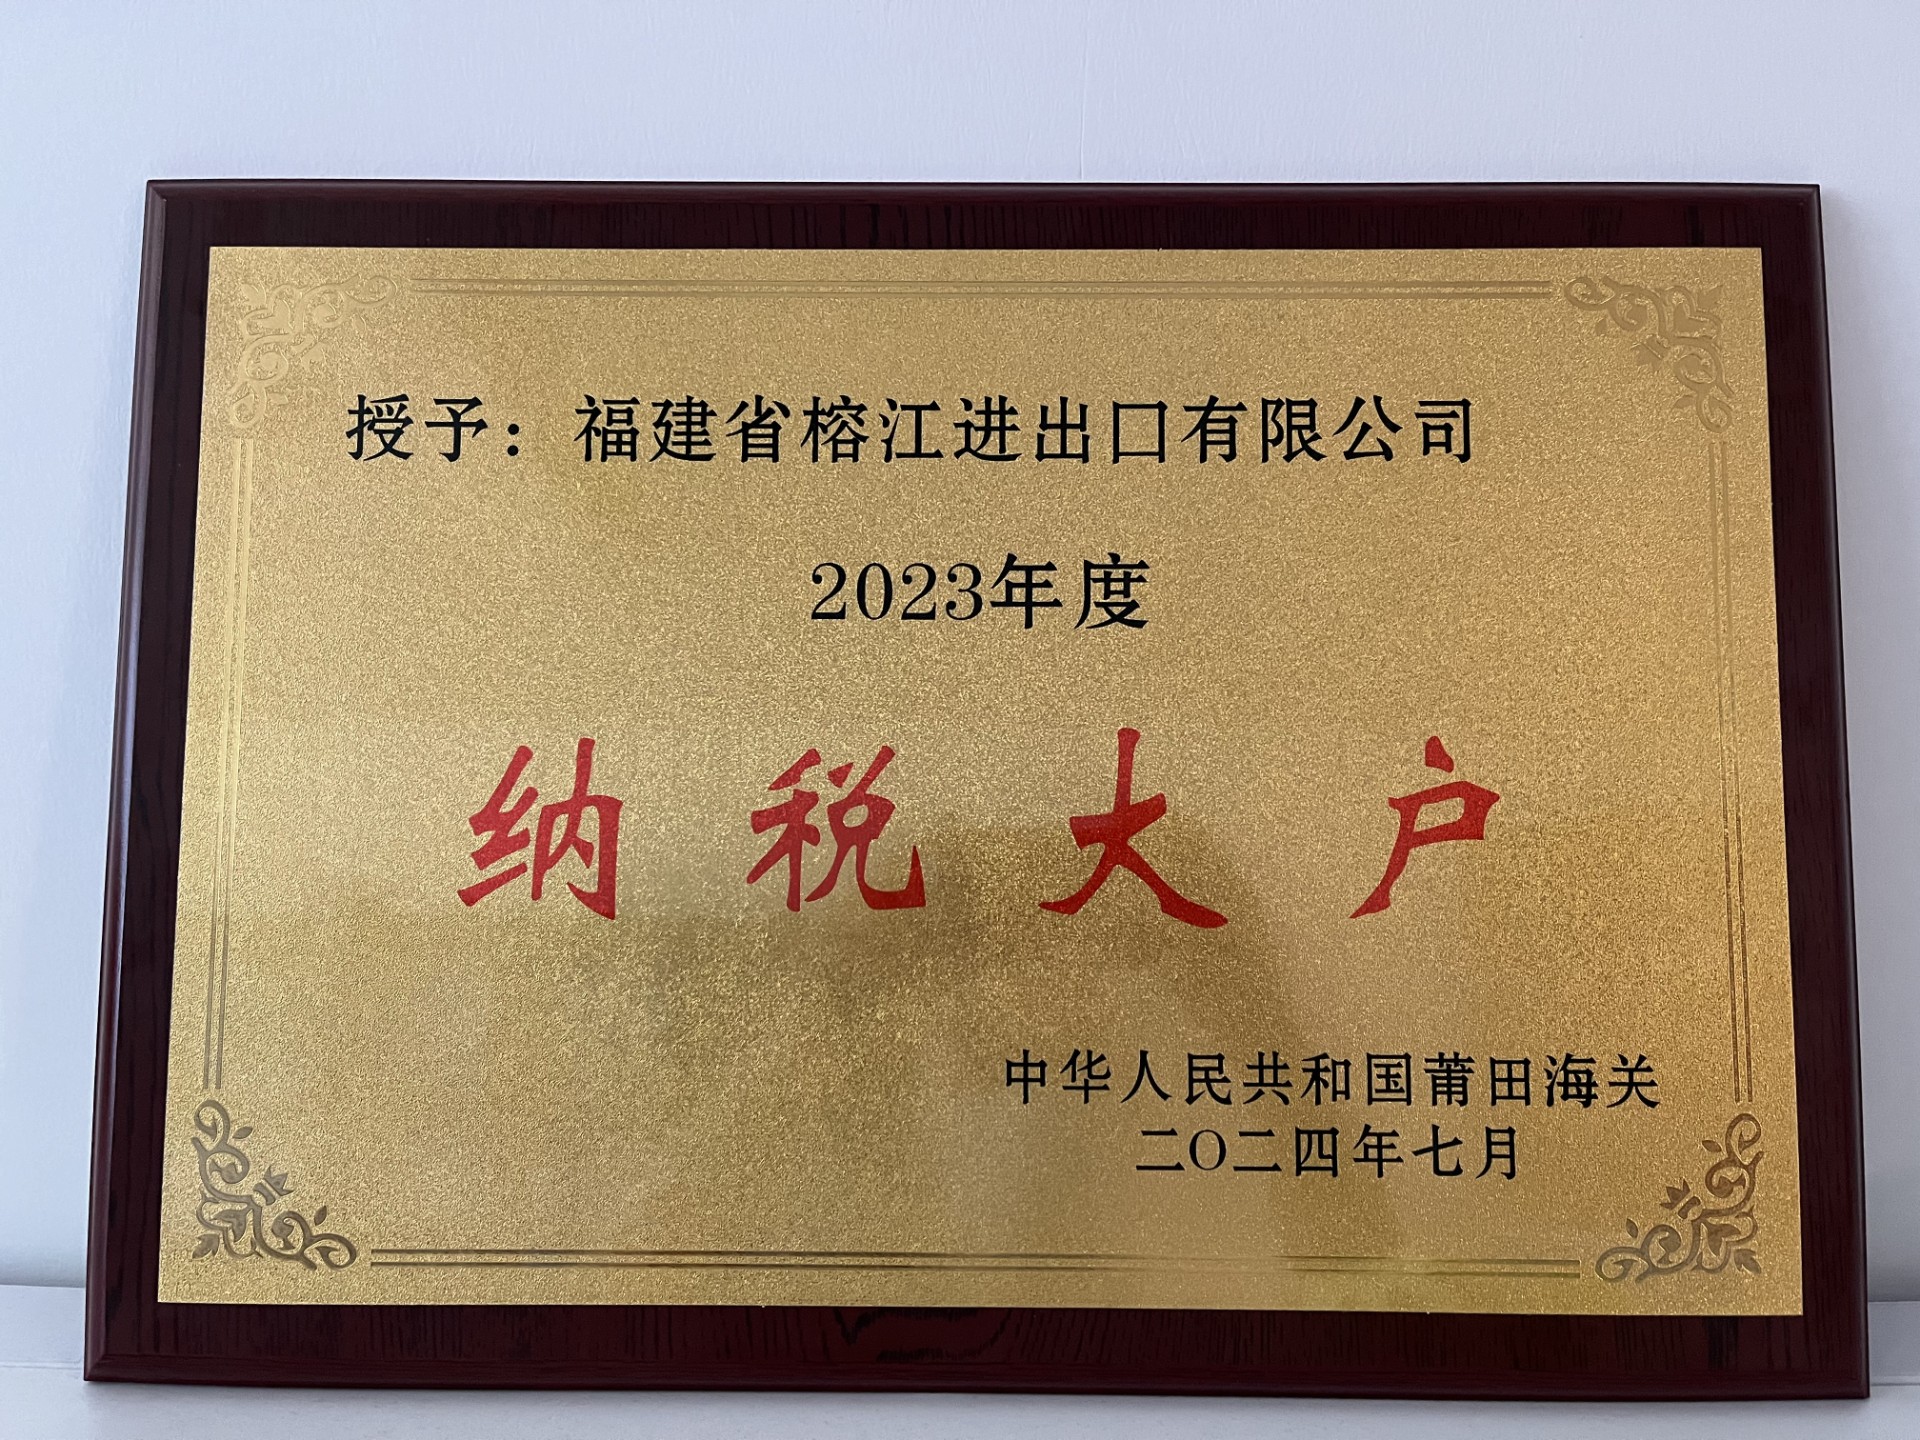 授予：福建省榕江进出口有限公司
2023年度
纳税大户
中华人民共和国莆田海关
二〇二四年七月